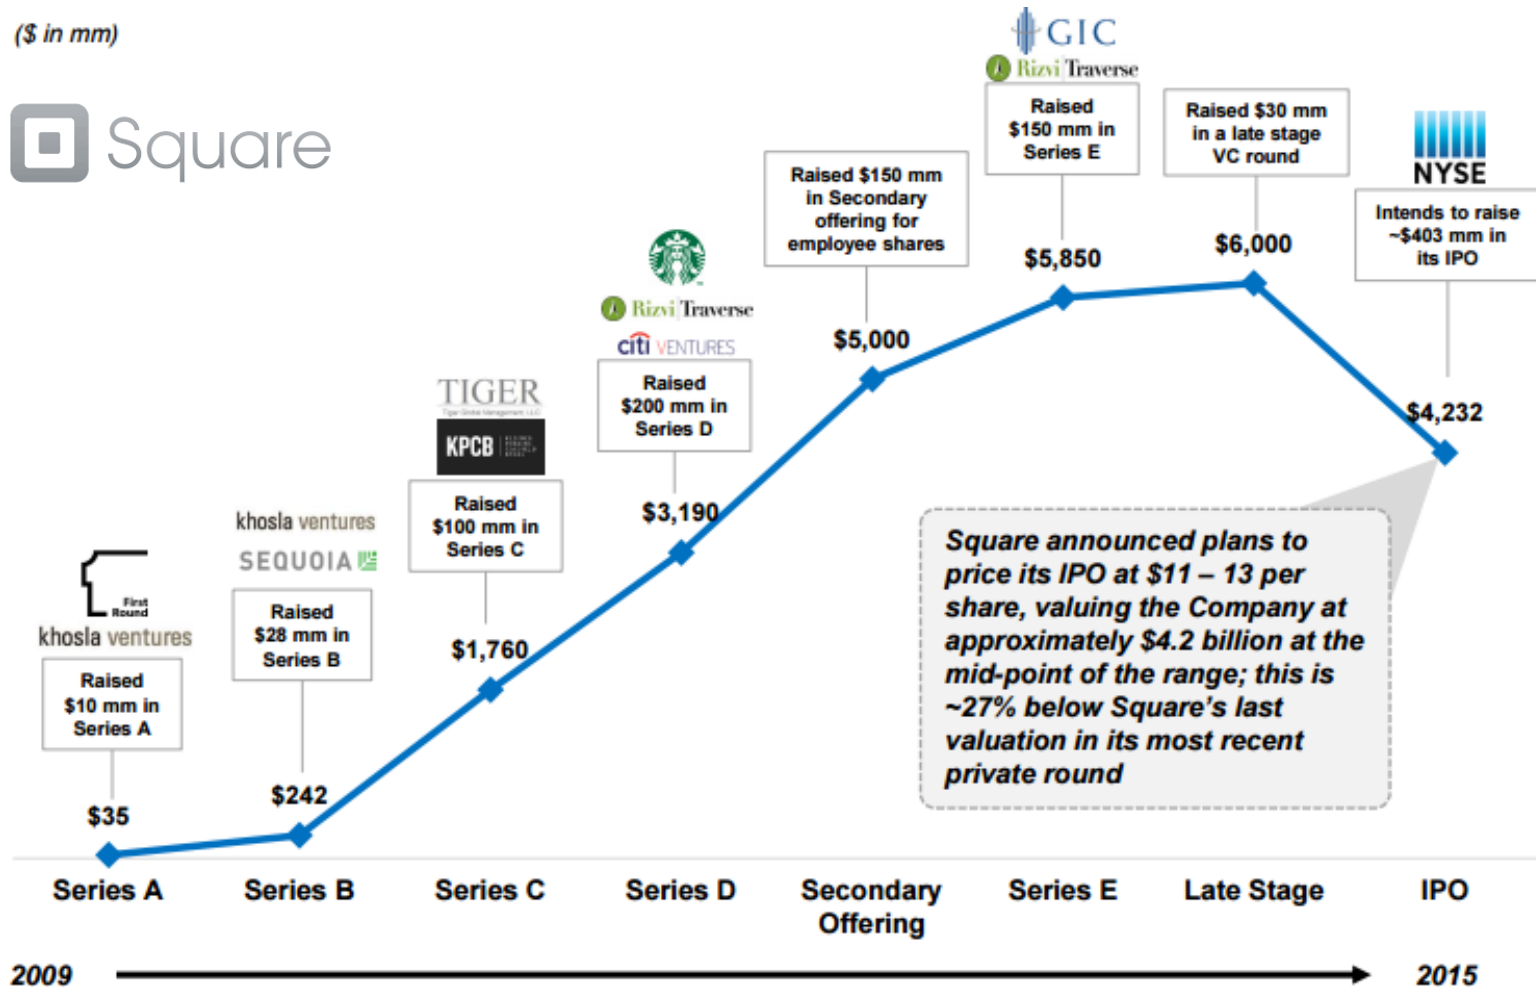 ($ in mm)
Square
First
Round
khosla ventures
Raised
$10 mm in
Series A
$35
khosla ventures
SEQUOIA
Raised
$28 mm in
Series B
$242
TIGER
Tiger Global Management, LLC
KPCB
Raised
$100 mm in
Series C
$1,760
Rizvi Traverse
citi VENTURES
Raised
$200 mm in
Series D
$3,190
Raised $150 mm
in Secondary
offering for
employee shares
$5,000
GIC
Rizvi Traverse
Raised
$150 mm in
Series E
$5,850
Raised $30 mm
in a late stage
VC round
$6,000
NYSE
Intends to raise
~$403 mm in
its IPO
$4,232
Square announced plans to
price its IPO at $11 – 13 per
share, valuing the Company at
approximately $4.2 billion at the
mid-point of the range; this is
~27% below Square's last
valuation in its most recent
private round
Series A
Series B
Series C
Series D
Secondary
Offering
Series E
Late Stage
IPO
2009
2015